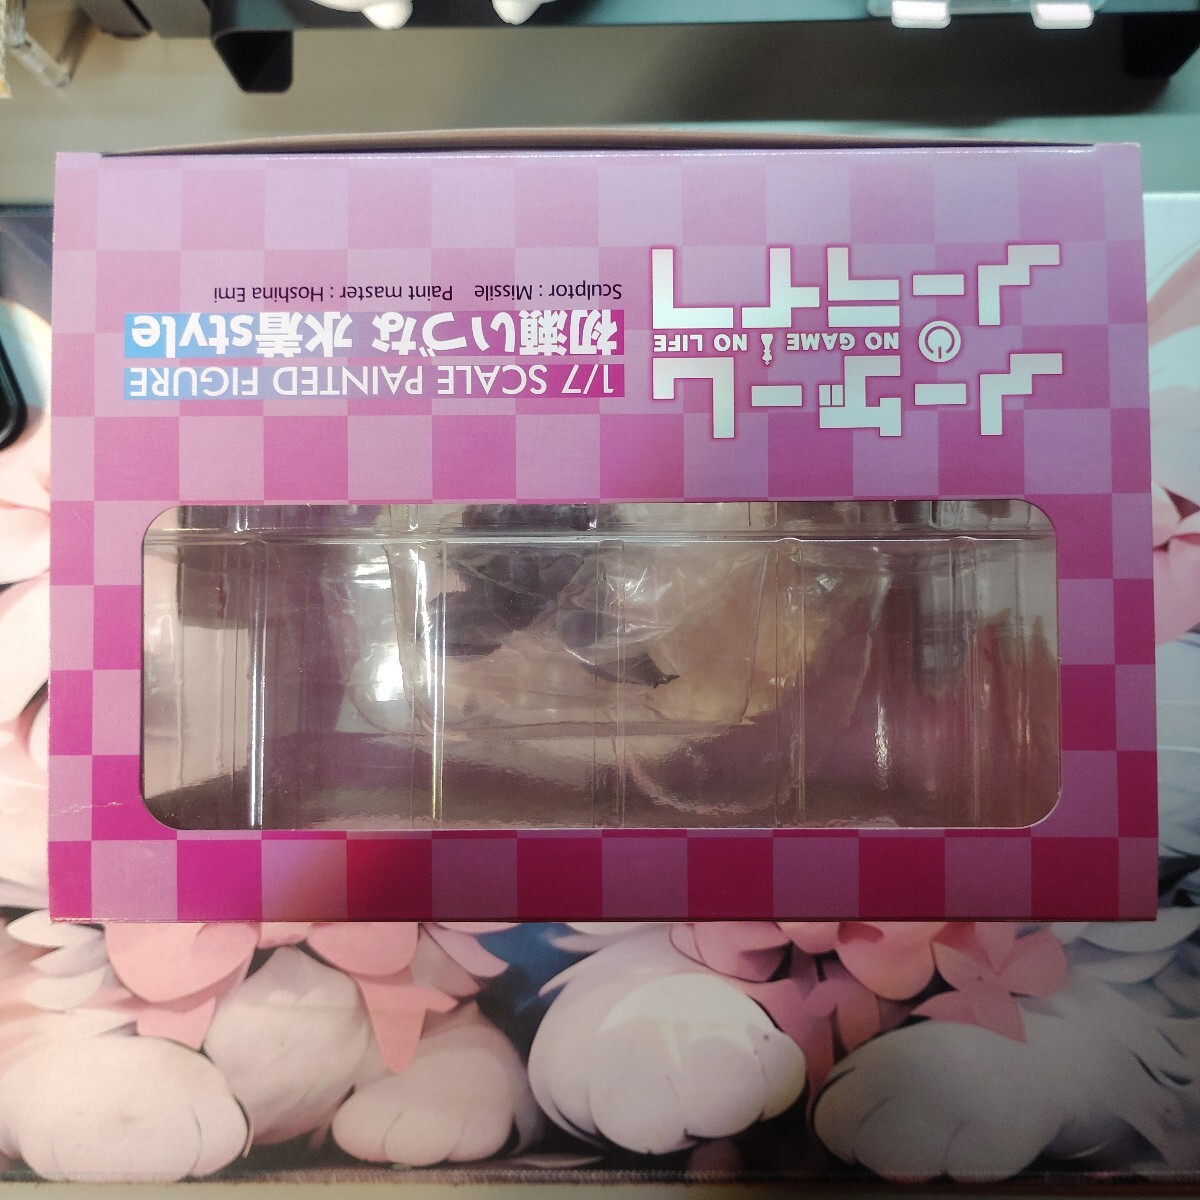 ノーゲーム
NO GAME NO LIFE
ノーライフ
1/7 SCALE PAINTED FIGURE
初瀬いづな 水着style
Sculptor : Missile Paint master : Hoshina Emi